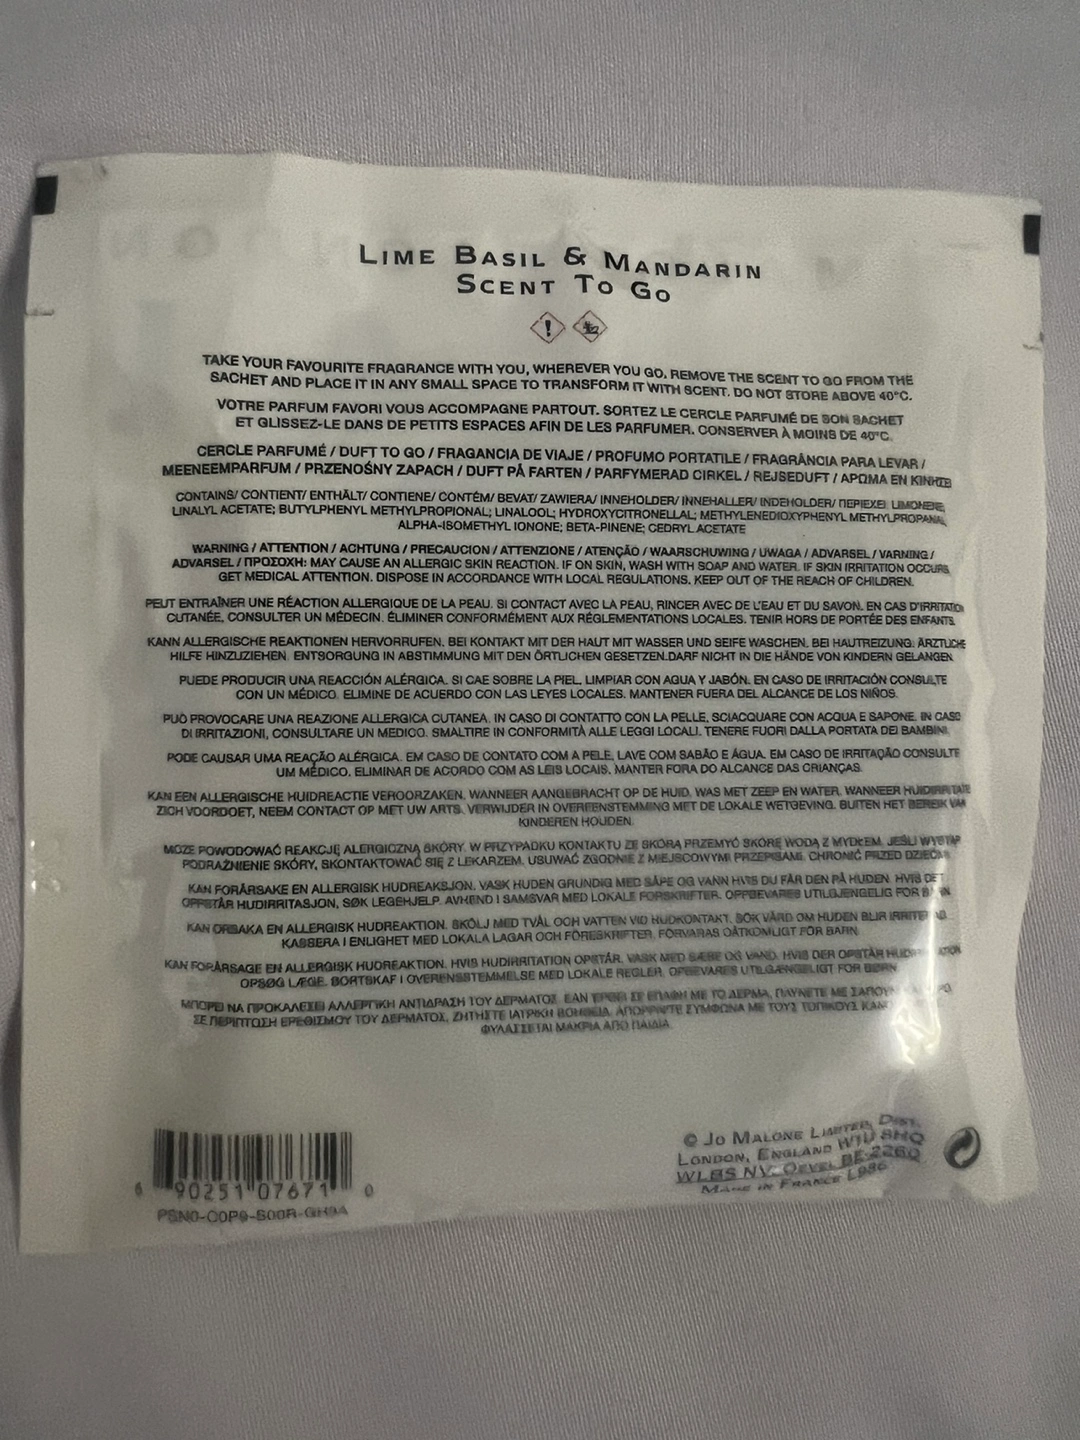 LIME BASIL & MANDARIN
SCENT TO GO
TAKE YOUR FAVOURITE FRAGRANCE WITH YOU, WHEREVER YOU GO. REMOVE THE SCENT TO GO FROM THE
SACHET AND PLACE IT IN ANY SMALL SPACE TO TRANSFORM IT WITH SCENT. DO NOT STORE ABOVE 40°C.
VOTRE PARFUM FAVORI VOUS ACCOMPAGNE PARTOUT. SORTEZ LE CERCLE PARFUMÉ DE SON SACHET
ET GLISSEZ-LE DANS DE PETITS ESPACES AFIN DE LES PARFUMER. CONSERVER À MOINS DE 40°C.
CERCLE PARFUMÉ / DUFT TO GO / FRAGANCIA DE VIAJE / PROFUMO PORTATILE / FRAGRÂNCIA PARA LEVAR /
MEENEEMPARFUM / PRZENOŚNY ZAPACH / DUFT PÅ FARTEN / PARFYMERAD CIRKEL / REJSEDUFT / ΑΡΩΜΑ ΕΝ ΚΙΝΗΣΕΙ
CONTAINS/ CONTIENT/ ENTHÄLT/ CONTIENE/ CONTÉM/ BEVAT/ ZAWIERA/ INNEHOLDER/ INNEHALLER/ INDEHOLDER/ ΠΕΡΙΕΧΕΙ: LIMONENE;
LINALYL ACETATE; BUTYLPHENYL METHYLPROPIONAL; LINALOOL; HYDROXYCITRONELLAL; METHYLENEDIOXYPHENYL METHYLPROPANAL;
ALPHA-ISOMETHYL IONONE; BETA-PINENE; CEDRYL ACETATE
WARNING / ATTENTION / ACHTUNG / PRECAUCION / ATTENZIONE / ATENÇÃO / WAARSCHUWING / UWAGA / ADVARSEL / VARNING /
ADVARSEL / ΠΡΟΣΟΧΗ: MAY CAUSE AN ALLERGIC SKIN REACTION. IF ON SKIN, WASH WITH SOAP AND WATER. IF SKIN IRRITATION OCCURS,
GET MEDICAL ATTENTION. DISPOSE IN ACCORDANCE WITH LOCAL REGULATIONS. KEEP OUT OF THE REACH OF CHILDREN.
PEUT ENTRAÎNER UNE RÉACTION ALLERGIQUE DE LA PEAU. SI CONTACT AVEC LA PEAU, RINCER AVEC DE L'EAU ET DU SAVON. EN CAS D'IRRITATION
CUTANÉE, CONSULTER UN MÉDECIN. ÉLIMINER CONFORMÉMENT AUX RÉGLEMENTATIONS LOCALES. TENIR HORS DE PORTÉE DES ENFANTS.
KANN ALLERGISCHE REAKTIONEN HERVORRUFEN. BEI KONTAKT MIT DER HAUT MIT WASSER UND SEIFE WASCHEN. BEI HAUTREIZUNG: ÄRZTLICHE
HILFE HINZUZIEHEN. ENTSORGUNG IN ABSTIMMUNG MIT DEN ÖRTLICHEN GESETZEN.DARF NICHT IN DIE HÄNDE VON KINDERN GELANGEN.
PUEDE PRODUCIR UNA REACCIÓN ALÉRGICA. SI CAE SOBRE LA PIEL, LIMPIAR CON AGUA Y JABÓN. EN CASO DE IRRITACIÓN CONSULTE
CON UN MÉDICO. ELIMINE DE ACUERDO CON LAS LEYES LOCALES. MANTENER FUERA DEL ALCANCE DE LOS NIÑOS.
PUÒ PROVOCARE UNA REAZIONE ALLERGICA CUTANEA. IN CASO DI CONTATTO CON LA PELLE, SCIACQUARE CON ACQUA E SAPONE. IN CASO
DI IRRITAZIONI, CONSULTARE UN MEDICO. SMALTIRE IN CONFORMITÀ ALLE LEGGI LOCALI. TENERE FUORI DALLA PORTATA DEI BAMBINI.
PODE CAUSAR UMA REAÇÃO ALÉRGICA. EM CASO DE CONTATO COM A PELE, LAVE COM SABÃO E ÁGUA. EM CASO DE IRRITAÇÃO CONSULTE
UM MÉDICO. ELIMINAR DE ACORDO COM AS LEIS LOCAIS. MANTER FORA DO ALCANCE DAS CRIANÇAS.
KAN EEN ALLERGISCHE HUIDREACTIE VEROORZAKEN. WANNEER AANGEBRACHT OP DE HUID, WAS MET ZEEP EN WATER. WANNEER HUIDIRRITATIE
ZICH VOORDOET, NEEM CONTACT OP MET UW ARTS. VERWIJDER IN OVEREENSTEMMING MET DE LOKALE WETGEVING. BUITEN HET BEREIK VAN
KINDEREN HOUDEN.
MOŻE POWODOWAĆ REAKCJĘ ALERGICZNĄ SKÓRY. W PRZYPADKU KONTAKTU ZE SKÓRĄ PRZEMYĆ SKÓRĘ WODĄ Z MYDŁEM. JEŚLI WYSTĄPI
PODRAŻNIENIE SKÓRY, SKONTAKTOWAĆ SIĘ Z LEKARZEM. USUWAĆ ZGODNIE Z MIEJSCOWYMI PRZEPISAMI. CHRONIĆ PRZED DZIEĆMI.
KAN FORÅRSAKE EN ALLERGISK HUDREAKSJON. VASK HUDEN GRUNDIG MED SÅPE OG VANN HVIS DU FÅR DEN PÅ HUDEN. HVIS DET
OPPSTÅR HUDIRRITASJON, SØK LEGEHJELP. AVHEND I SAMSVAR MED LOKALE FORSKRIFTER. OPPBEVARES UTILGJENGELIG FOR BARN.
KAN ORSAKA EN ALLERGISK HUDREAKTION. SKÖLJ MED TVÅL OCH VATTEN VID HUDKONTAKT. SÖK VÅRD OM HUDEN BLIR IRRITERAD.
KASSERA I ENLIGHET MED LOKALA LAGAR OCH FÖRESKRIFTER. FÖRVARAS OÅTKOMLIGT FÖR BARN.
KAN FORÅRSAGE EN ALLERGISK HUDREAKTION. HVIS HUDIRRITATION OPSTÅR, VASK MED SÆBE OG VAND. HVIS DER OPSTÅR
OPSØG LÆGE. BORTSKAF I OVERENSSTEMMELSE MED LOKALE REGLER. OPBEVARES UTILGÆNGELIGT FOR BØRN.
ΜΠΟΡΕΙ ΝΑ ΠΡΟΚΑΛΕΣΕΙ ΑΛΛΕΡΓΙΚΗ ΑΝΤΙΔΡΑΣΗ ΤΟΥ ΔΕΡΜΑΤΟΣ. ΕΑΝ ΕΡΘΕΙ ΣΕ ΕΠΑΦΗ ΜΕ ΤΟ ΔΕΡΜΑ, ΠΛΥΝΕΤΕ ΜΕ ΣΑΠΟΥΝΙ
ΣΕ ΠΕΡΙΠΤΩΣΗ ΕΡΕΘΙΣΜΟΥ ΤΟΥ ΔΕΡΜΑΤΟΣ, ΖΗΤΗΣΤΕ ΙΑΤΡΙΚΗ ΒΟΗΘΕΙΑ. ΑΠΟΡΡΙΨΤΕ ΣΥΜΦΩΝΑ ΜΕ ΤΟΥΣ ΤΟΠΙΚΟΥΣ
ΦΥΛΑΣΣΕΤΑΙ ΜΑΚΡΙΑ ΑΠΟ ΠΑΙΔΙΑ.
© JO MALONE LIMITED, DIST.
LONDON, ENGLAND W1U 8HQ
WLBS NV. OEVEL BE-2260
MADE IN FRANCE L986
6 90251 07671 0